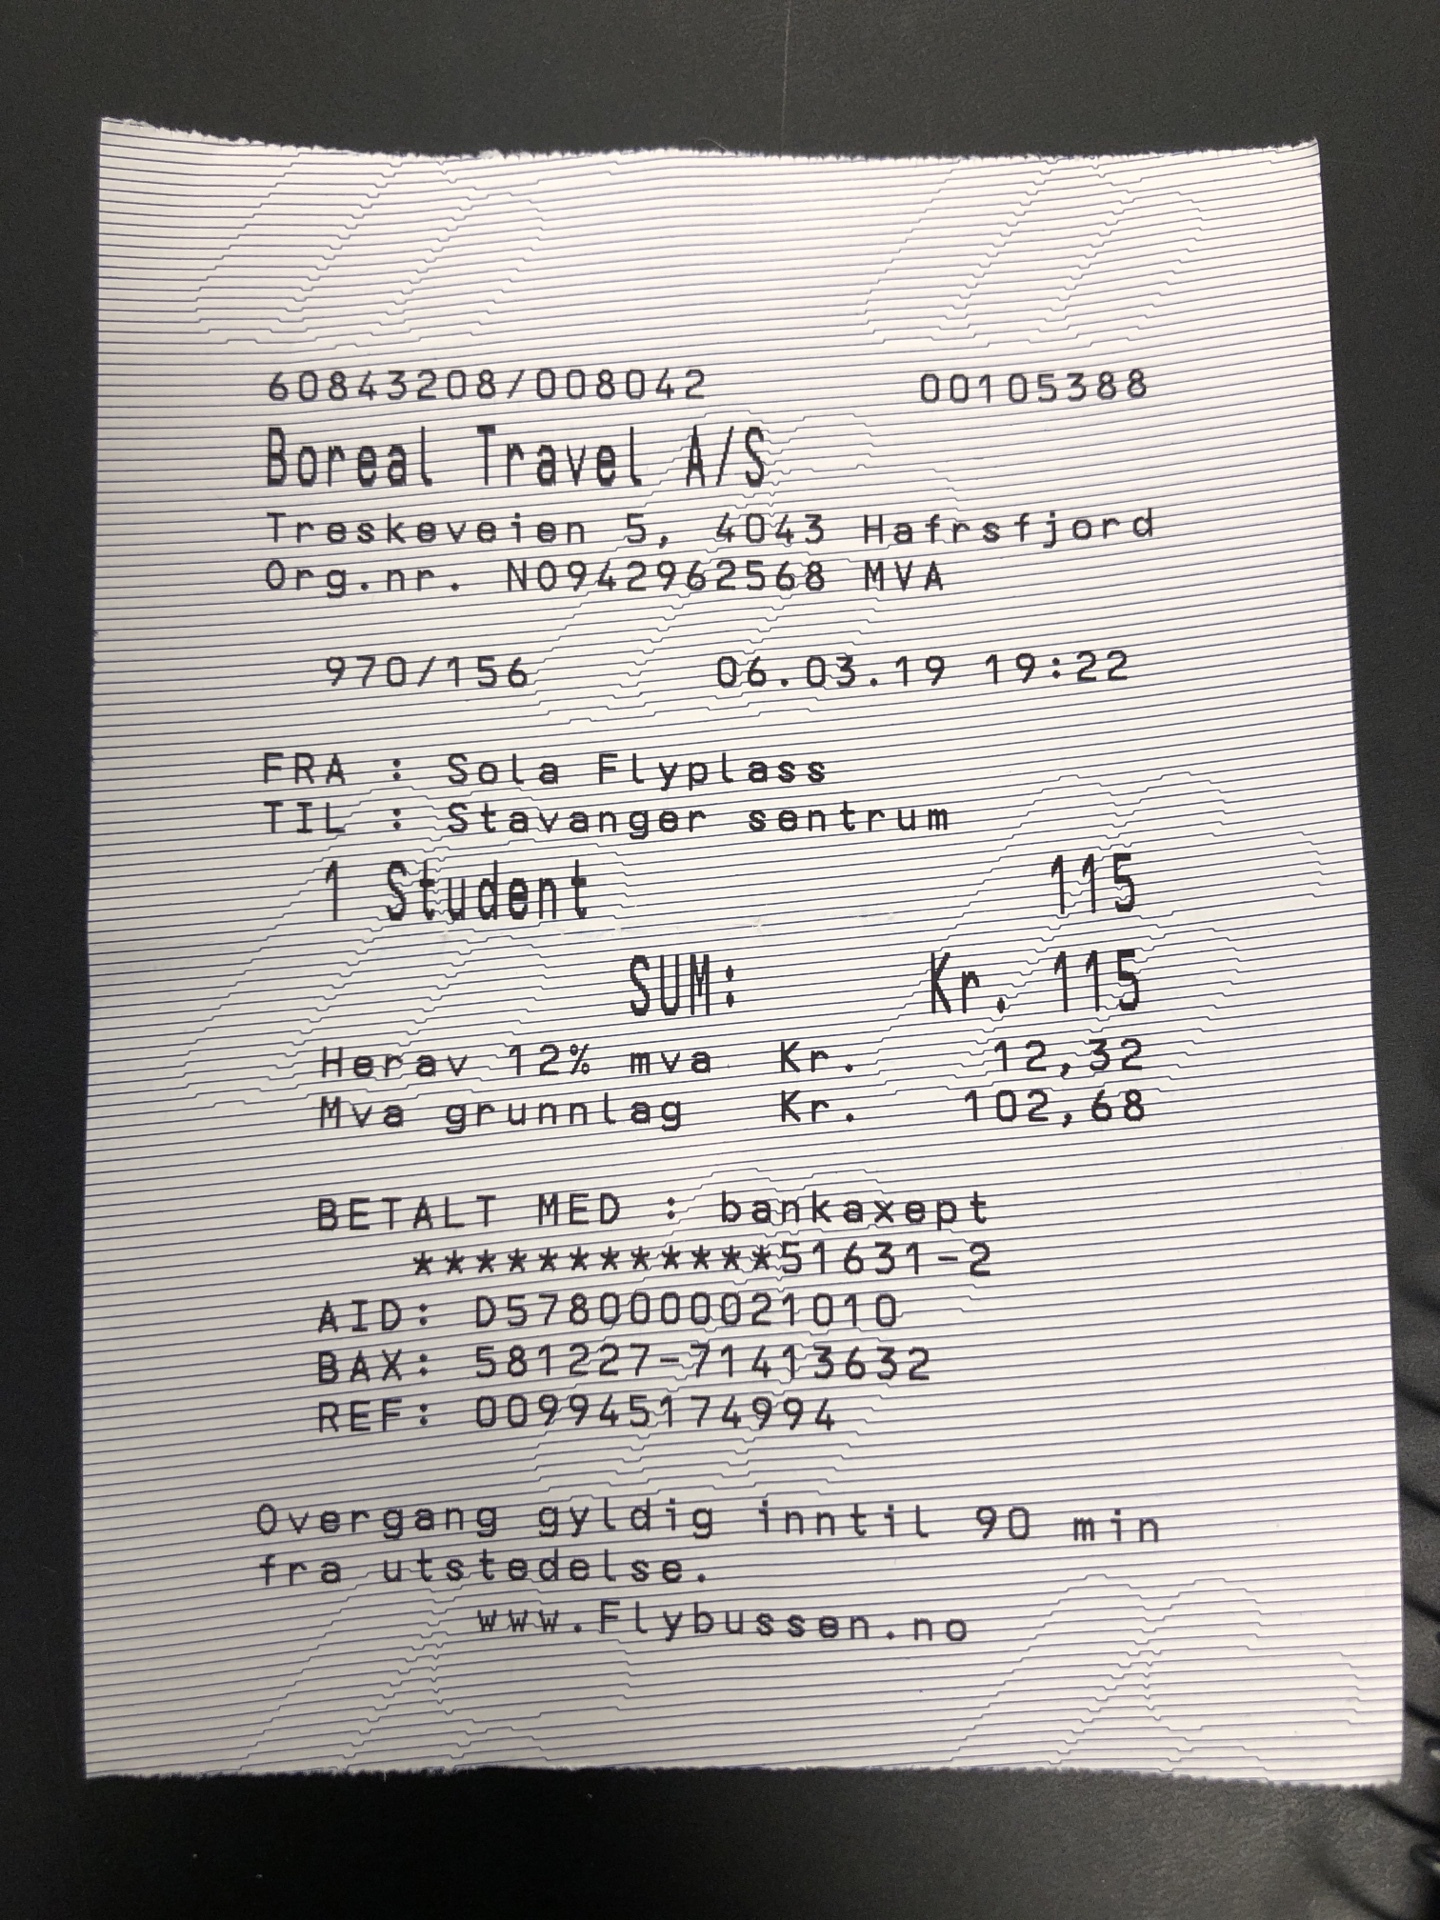 60843208/008042 00105388
Boreal Travel A/S
Treskeveien 5, 4043 Hafrsfjord
Org.nr. NO942962568 MVA
970/156 06.03.19 19:22
FRA : Sola Flyplass
TIL : Stavanger sentrum
1 Student 115
SUM: Kr. 115
Herav 12% mva Kr. 12,32
Mva grunnlag Kr. 102,68
BETALT MED : bankaxept
************51631-2
AID: D5780000021010
BAX: 581227-71413632
REF: 009945174994
Overgang gyldig inntil 90 min
fra utstedelse.
www.Flybussen.no